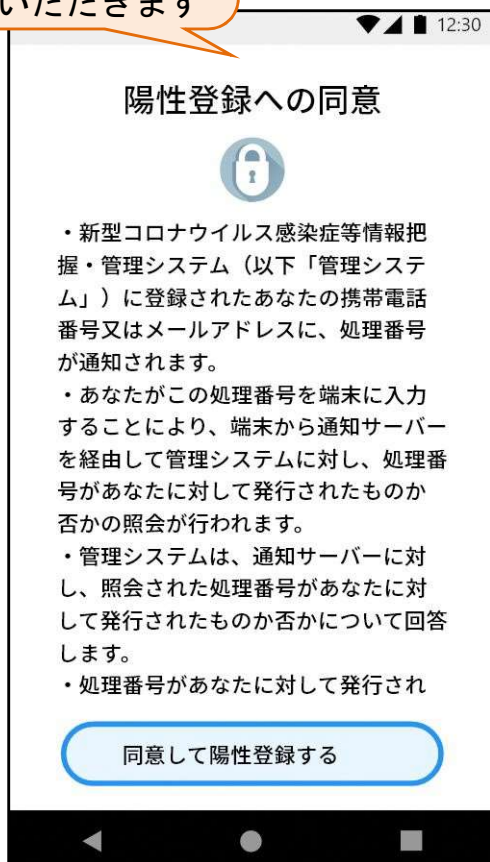 いただきます
12:30
陽性登録への同意
・新型コロナウイルス感染症等情報把
握・管理システム（以下「管理システ
ム」）に登録されたあなたの携帯電話
番号又はメールアドレスに、処理番号
が通知されます。
・あなたがこの処理番号を端末に入力
することにより、端末から通知サーバー
を経由して管理システムに対し、処理番
号があなたに対して発行されたものか
否かの照会が行われます。
・管理システムは、通知サーバーに対
し、照会された処理番号があなたに対
して発行されたものか否かについて回答
します。
・処理番号があなたに対して発行され
同意して陽性登録する